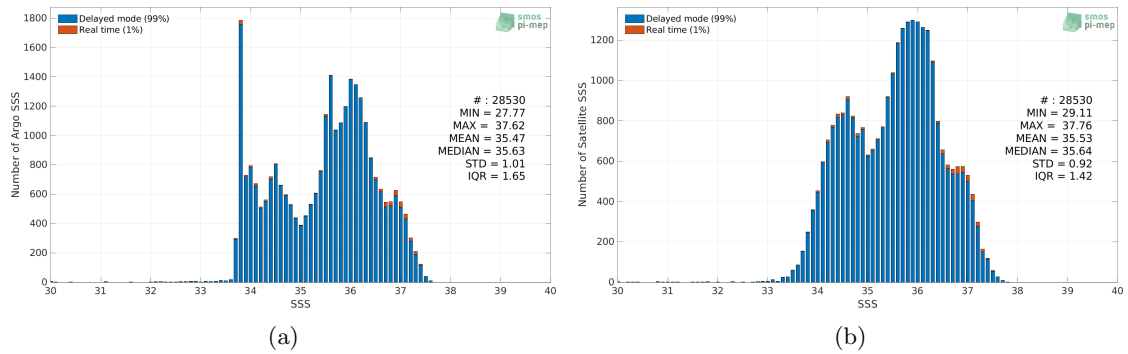 Delayed mode (99%)
Real time (1%)
smos
pi-mep
1800
1600
1400
1200
1000
800
600
400
200
0
Number of Argo SSS
# : 28530
MIN = 27.77
MAX = 37.62
MEAN = 35.47
MEDIAN = 35.63
STD = 1.01
IQR = 1.65
30 31 32 33 34 35 36 37 38 39 40
SSS
(a)
Delayed mode (99%)
Real time (1%)
smos
pi-mep
1200
1000
800
600
400
200
0
Number of Satellite SSS
# : 28530
MIN = 29.11
MAX = 37.76
MEAN = 35.53
MEDIAN = 35.64
STD = 0.92
IQR = 1.42
30 31 32 33 34 35 36 37 38 39 40
SSS
(b)